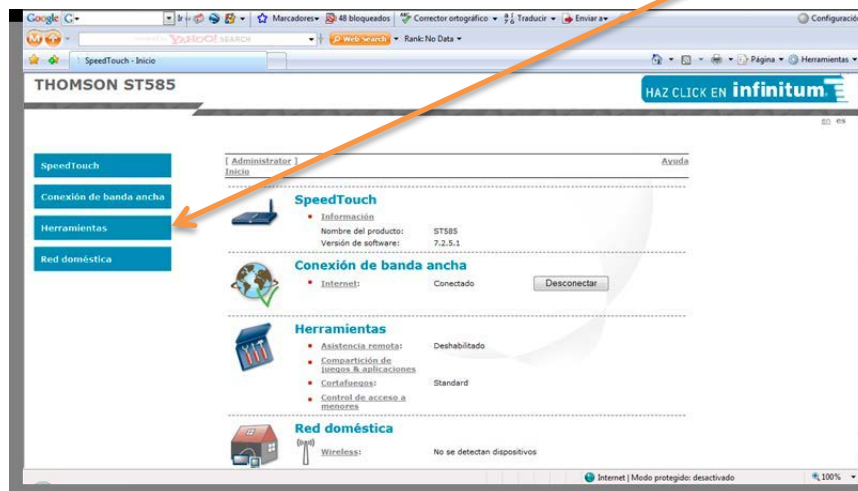 Google G- Ir Marcadores 48 bloqueados Corrector ortográfico Traducir Enviar a Configuració
YAHOO! SEARCH Web Search Rank: No Data
SpeedTouch - Inicio Página Herramientas
THOMSON ST585
HAZ CLICK EN infinitum.
en es
[ Administrator ] Ayuda
Inicio
SpeedTouch
Conexión de banda ancha
Herramientas
Red doméstica
SpeedTouch
Información
Nombre del producto: ST585
Versión de software: 7.2.5.1
Conexión de banda ancha
Internet: Conectado Desconectar
Herramientas
Asistencia remota: Deshabilitado
Compartición de
juegos & aplicaciones
Cortafuegos: Standard
Control de acceso a
menores
Red doméstica
Wireless: No se detectan dispositivos
Internet | Modo protegido: desactivado 100%